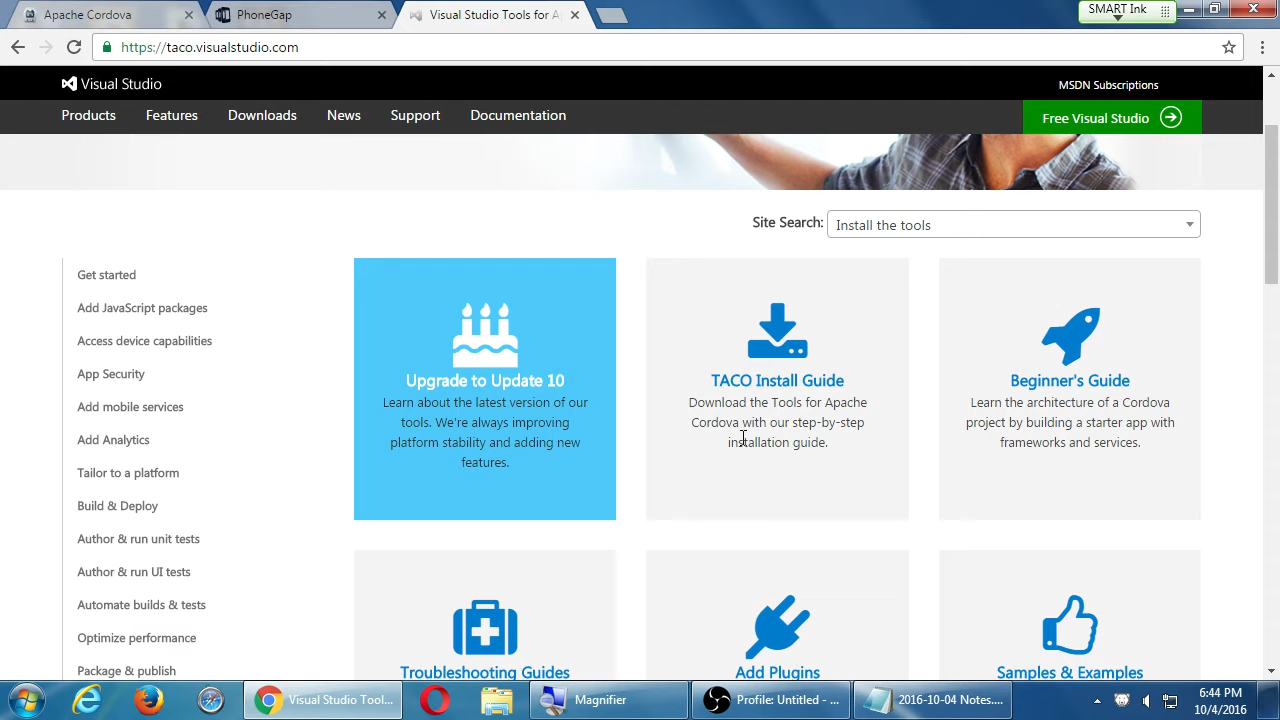 Apache Cordova
PhoneGap
Visual Studio Tools for A
SMART Ink
https://taco.visualstudio.com
Visual Studio
MSDN Subscriptions
Products
Features
Downloads
News
Support
Documentation
Free Visual Studio
Site Search:
Install the tools
Get started
Add JavaScript packages
Access device capabilities
App Security
Add mobile services
Add Analytics
Tailor to a platform
Build & Deploy
Author & run unit tests
Author & run UI tests
Automate builds & tests
Optimize performance
Package & publish
Upgrade to Update 10
Learn about the latest version of our
tools. We're always improving
platform stability and adding new
features.
TACO Install Guide
Download the Tools for Apache
Cordova with our step-by-step
installation guide.
Beginner's Guide
Learn the architecture of a Cordova
project by building a starter app with
frameworks and services.
Troubleshooting Guides
Add Plugins
Samples & Examples
Visual Studio Tool...
Magnifier
Profile: Untitled - ...
2016-10-04 Notes....
6:44 PM
10/4/2016